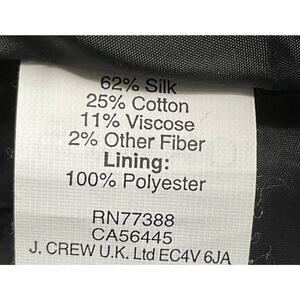 62% Silk
25% Cotton
11% Viscose
2% Other Fiber
Lining:
100% Polyester
RN77388
CA56445
J. CREW U.K. Ltd EC4V 6JA